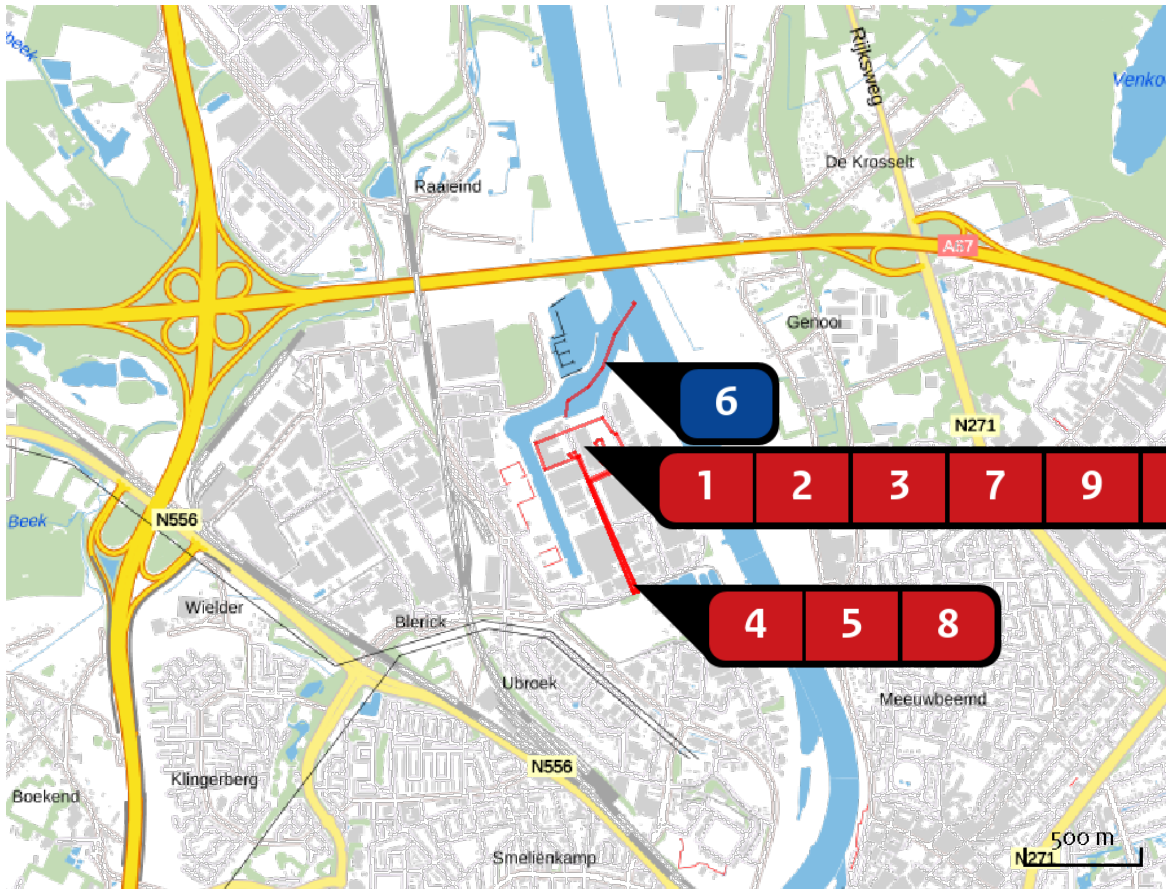 beek
Rijksweg
Venko
De Krosselt
Raaieind
A67
Genooi
6
N271
1 2 3 7 9
N556
Beek
Wielder
Blerick
4 5 8
Ubroek
Meeuwbeemd
N556
Klingerberg
Boekend
500 m
Smeliënkamp
N271